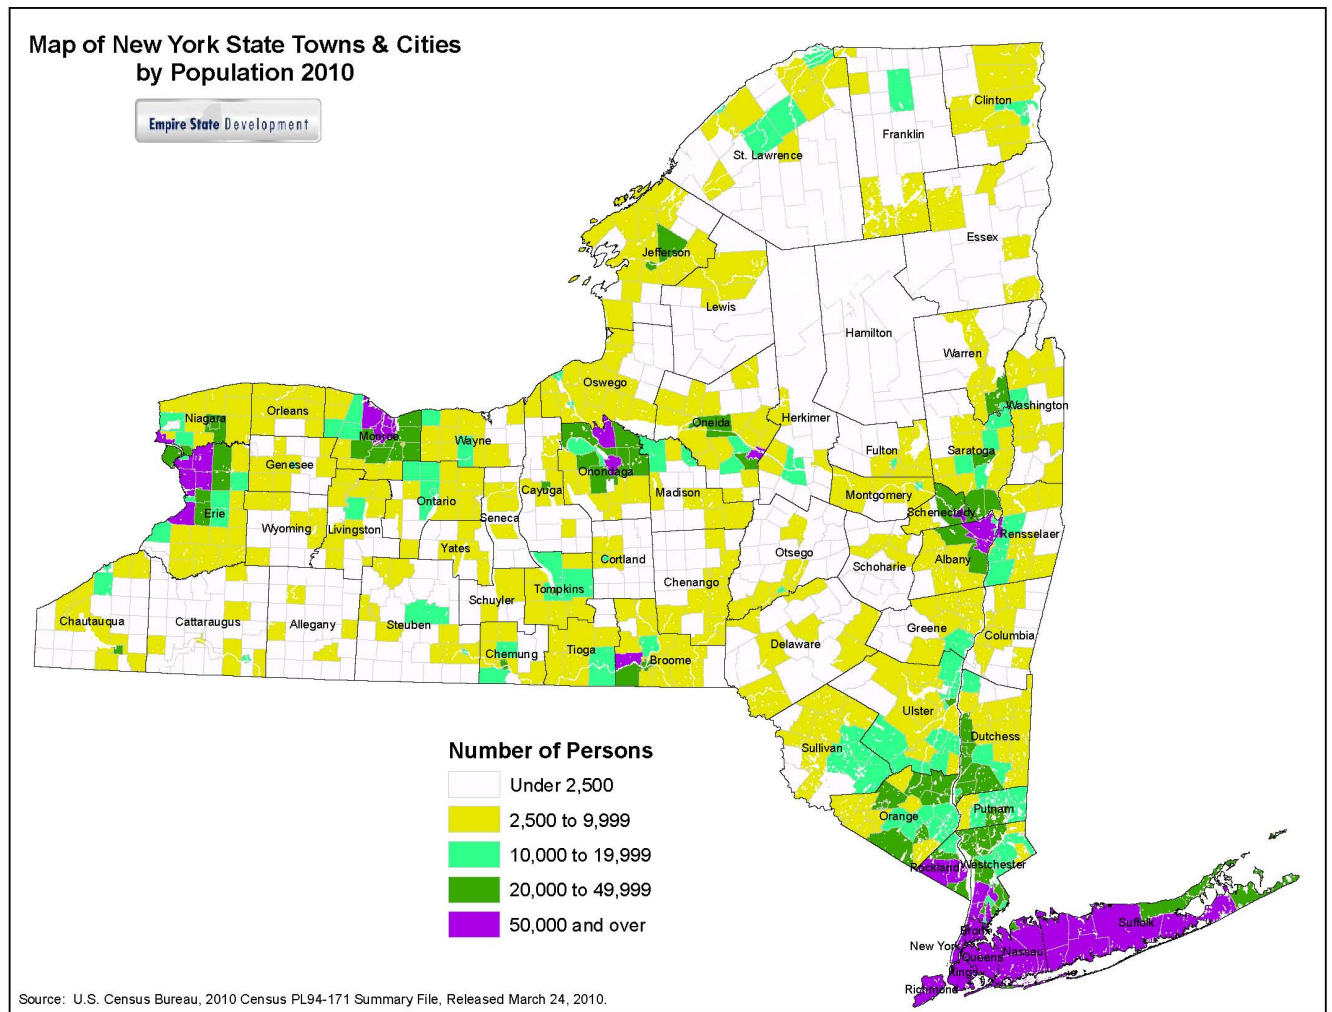 Map of New York State Towns & Cities
by Population 2010
Empire State Development
Clinton
Franklin
St. Lawrence
Essex
Jefferson
Lewis
Hamilton
Warren
Oswego
Washington
Niagara
Orleans
Oneida
Herkimer
Monroe
Wayne
Fulton
Saratoga
Genesee
Onondaga
Madison
Ontario
Cayuga
Montgomery
Erie
Seneca
Schenectady
Wyoming
Livingston
Rensselaer
Yates
Otsego
Cortland
Albany
Schoharie
Tompkins
Chenango
Schuyler
Chautauqua
Cattaraugus
Allegany
Steuben
Greene
Columbia
Delaware
Tioga
Chemung
Broome
Ulster
Dutchess
Sullivan
Number of Persons
Under 2,500
2,500 to 9,999
10,000 to 19,999
20,000 to 49,999
50,000 and over
Putnam
Orange
Rockland
Westchester
Suffolk
Bronx
New York
Nassau
Queens
Kings
Richmond
Source: U.S. Census Bureau, 2010 Census PL94-171 Summary File, Released March 24, 2010.